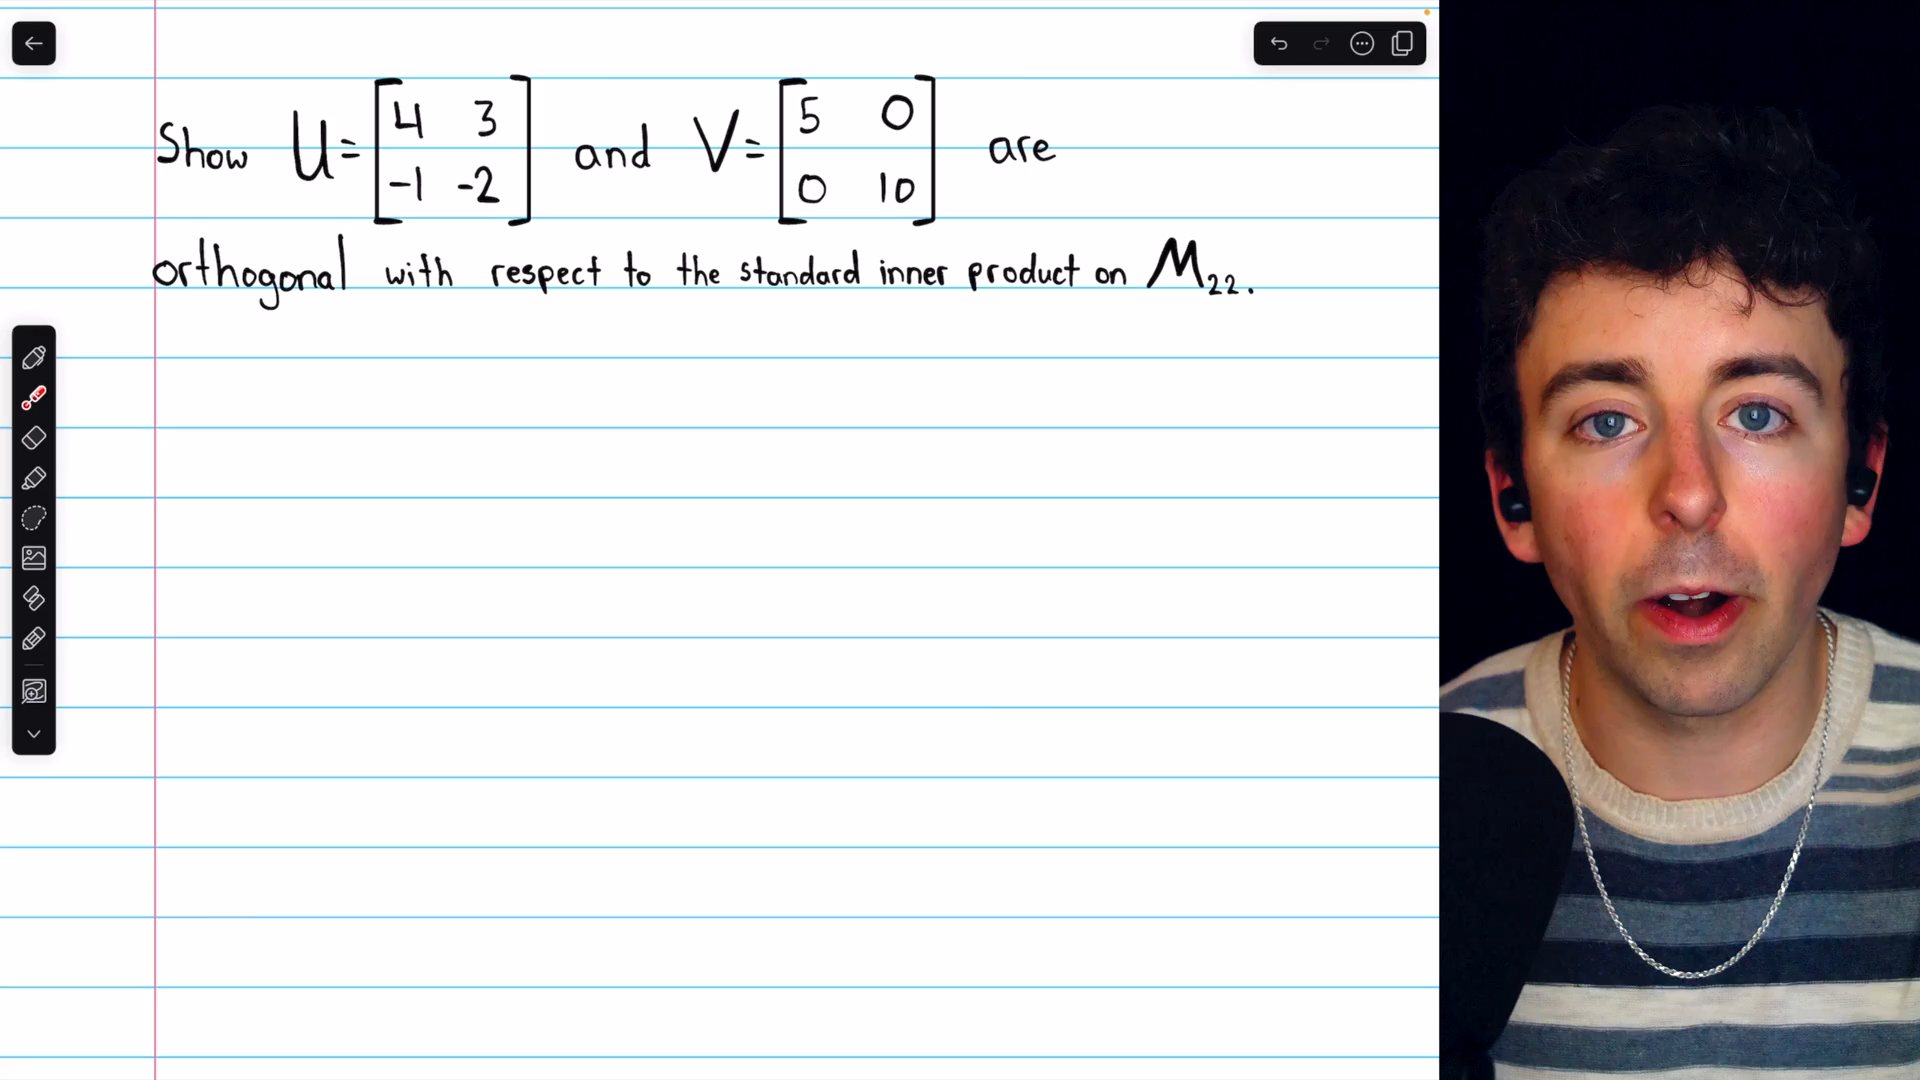 Show U = [4 3; -1 -2] and V = [5 0; 0 10] are
orthogonal with respect to the standard inner product on M₂₂.